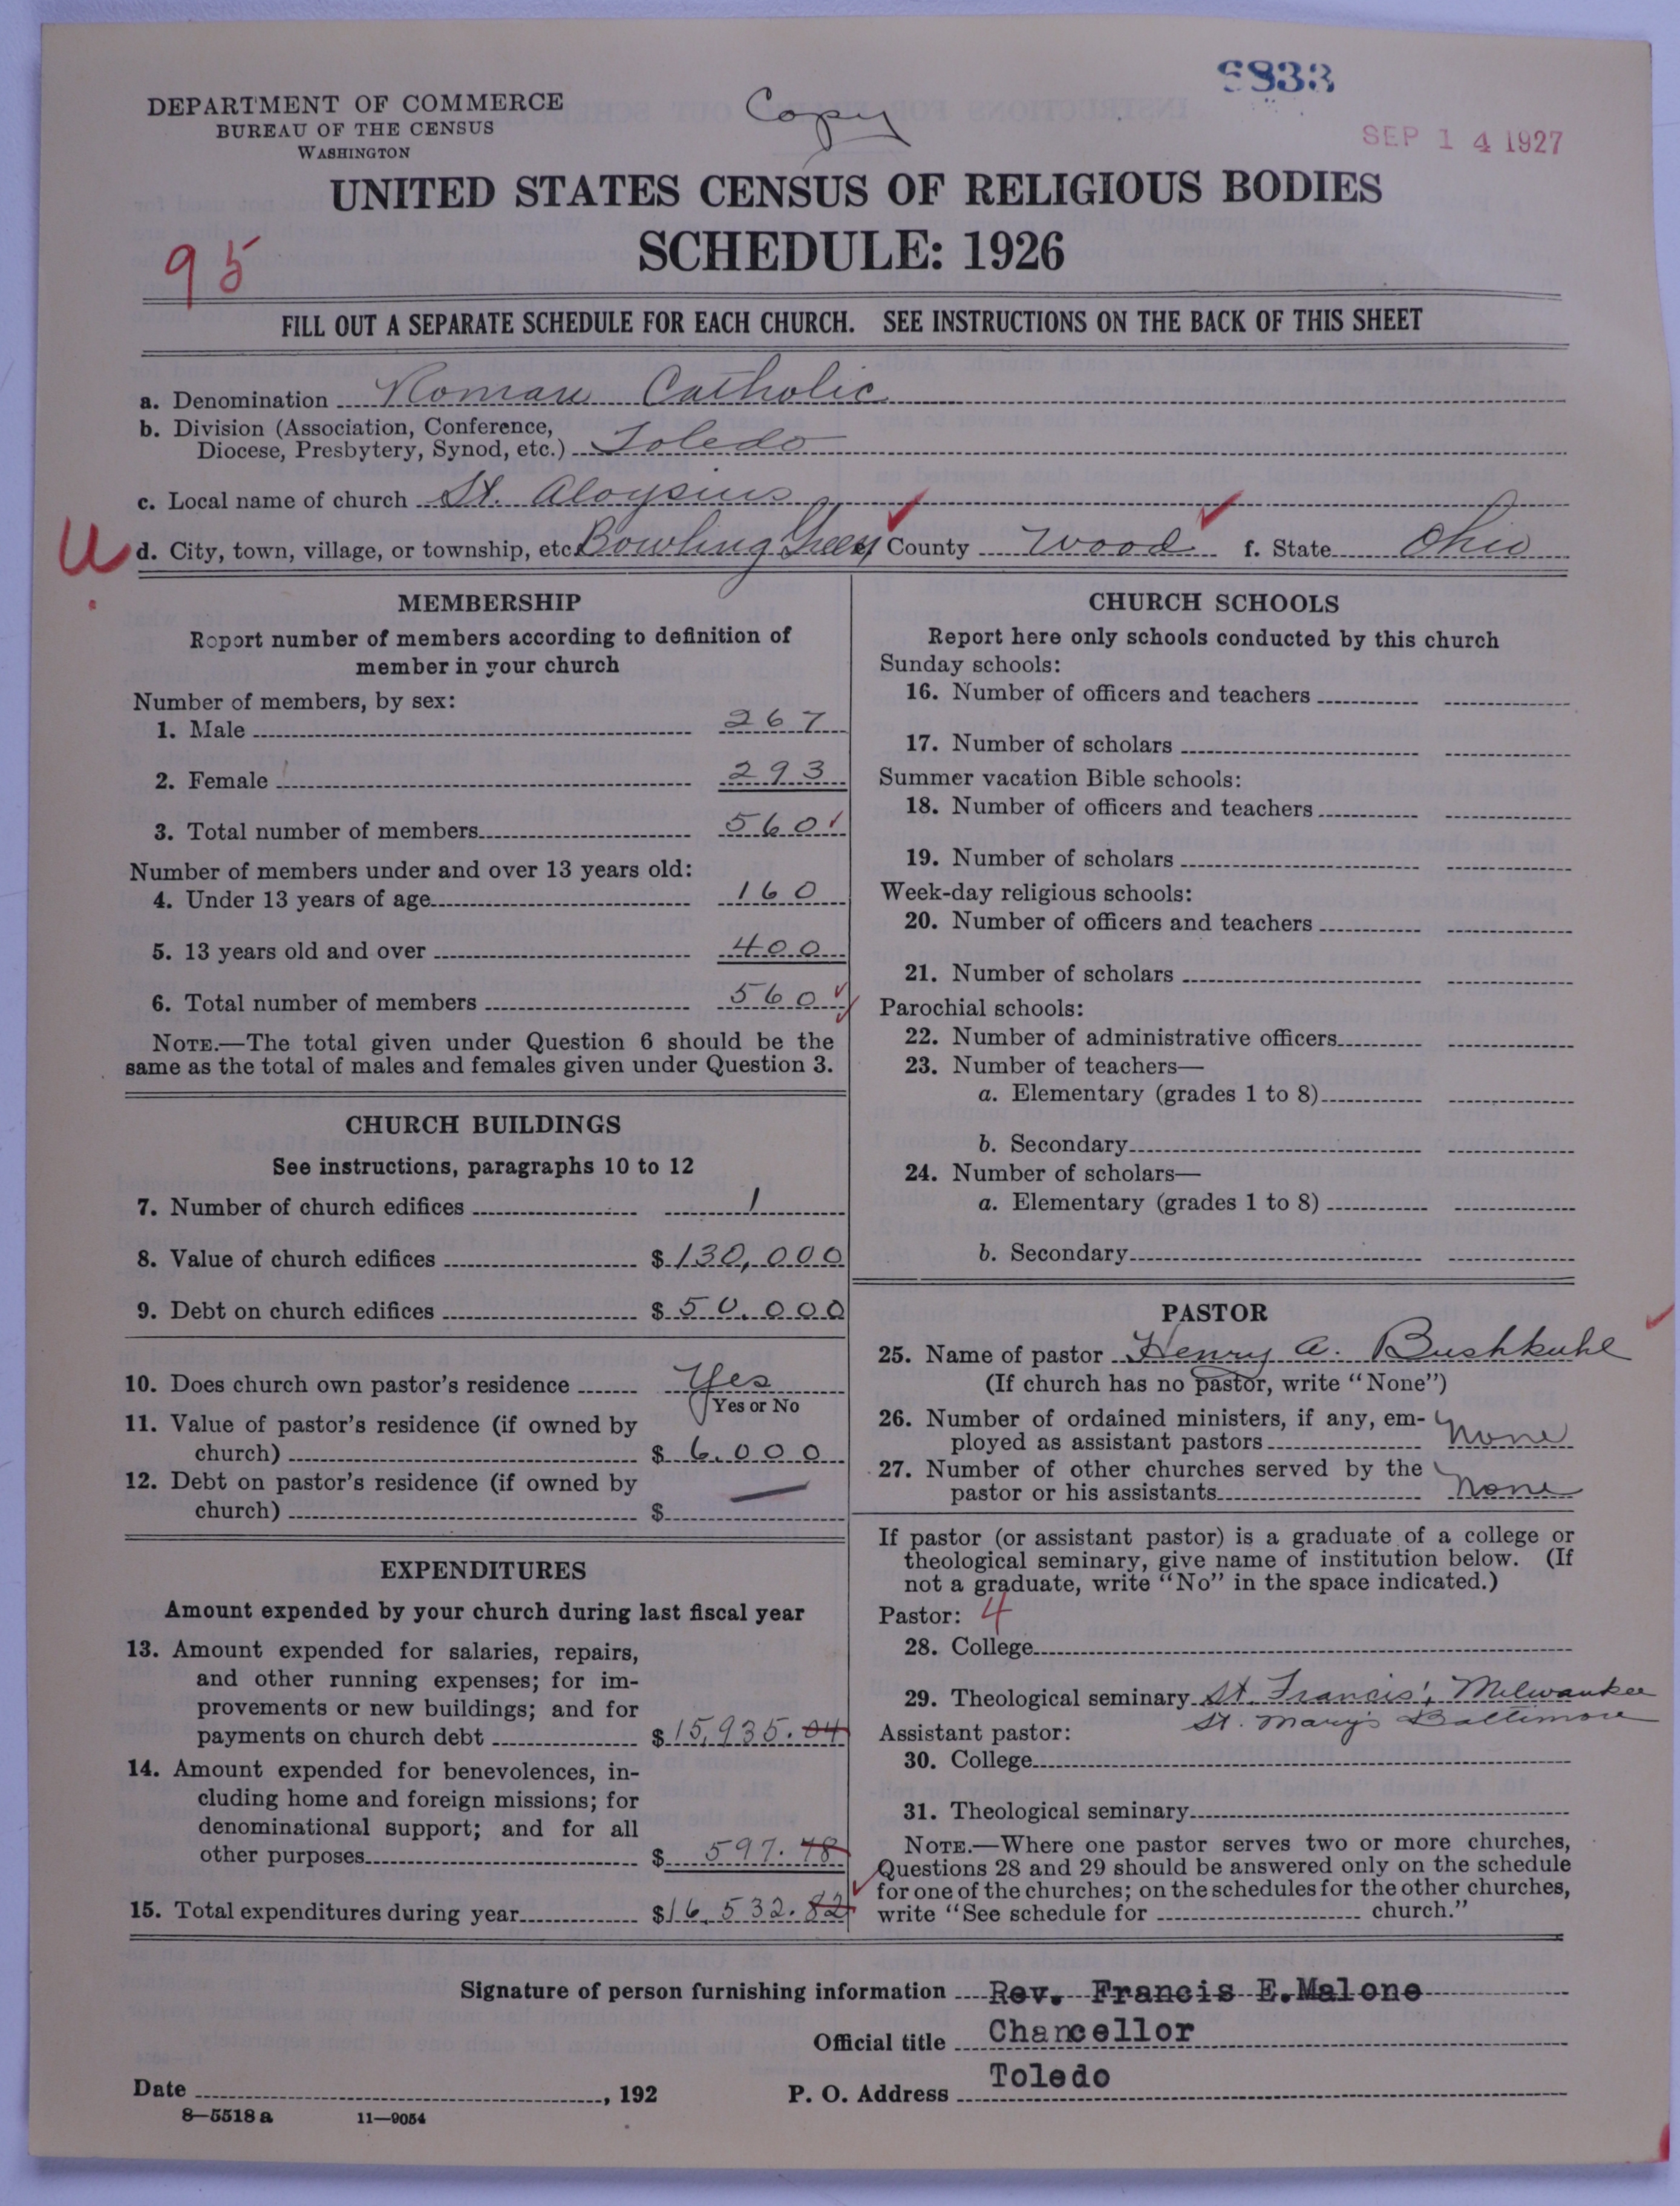 8833
DEPARTMENT OF COMMERCE
BUREAU OF THE CENSUS
WASHINGTON
Copy
SEP 14 1927
UNITED STATES CENSUS OF RELIGIOUS BODIES
SCHEDULE: 1926
95
FILL OUT A SEPARATE SCHEDULE FOR EACH CHURCH. SEE INSTRUCTIONS ON THE BACK OF THIS SHEET
a. Denomination Roman Catholic
b. Division (Association, Conference,
Diocese, Presbytery, Synod, etc.) Toledo
c. Local name of church St. Aloysius
U d. City, town, village, or township, etc. Bowling Green e. County Wood f. State Ohio
MEMBERSHIP
Report number of members according to definition of
member in your church
Number of members, by sex:
1. Male 267
2. Female 293
3. Total number of members 560
Number of members under and over 13 years old:
4. Under 13 years of age 160
5. 13 years old and over 400
6. Total number of members 560
NOTE.—The total given under Question 6 should be the
same as the total of males and females given under Question 3.
CHURCH BUILDINGS
See instructions, paragraphs 10 to 12
7. Number of church edifices 1
8. Value of church edifices $130,000
9. Debt on church edifices $50.000
10. Does church own pastor's residence Yes
Yes or No
11. Value of pastor's residence (if owned by
church) $6.000
12. Debt on pastor's residence (if owned by
church) $ —
EXPENDITURES
Amount expended by your church during last fiscal year
13. Amount expended for salaries, repairs,
and other running expenses; for im-
provements or new buildings; and for
payments on church debt $15,935.04
14. Amount expended for benevolences, in-
cluding home and foreign missions; for
denominational support; and for all
other purposes $597.78
15. Total expenditures during year $16,532.82
CHURCH SCHOOLS
Report here only schools conducted by this church
Sunday schools:
16. Number of officers and teachers
17. Number of scholars
Summer vacation Bible schools:
18. Number of officers and teachers
19. Number of scholars
Week-day religious schools:
20. Number of officers and teachers
21. Number of scholars
Parochial schools:
22. Number of administrative officers
23. Number of teachers—
a. Elementary (grades 1 to 8)
b. Secondary
24. Number of scholars—
a. Elementary (grades 1 to 8)
b. Secondary
PASTOR
25. Name of pastor Henry A. Bushkuhl
(If church has no pastor, write "None")
26. Number of ordained ministers, if any, em-
ployed as assistant pastors None
27. Number of other churches served by the
pastor or his assistants None
If pastor (or assistant pastor) is a graduate of a college or
theological seminary, give name of institution below. (If
not a graduate, write "No" in the space indicated.)
Pastor: 4
28. College
29. Theological seminary St. Francis', Milwaukee
St. Mary's Baltimore
Assistant pastor:
30. College
31. Theological seminary
NOTE.—Where one pastor serves two or more churches,
Questions 28 and 29 should be answered only on the schedule
for one of the churches; on the schedules for the other churches,
write "See schedule for church."
Signature of person furnishing information Rev. Francis E.Malone
Official title Chancellor
Date , 192 P. O. Address Toledo
8—5518 a 11—9054